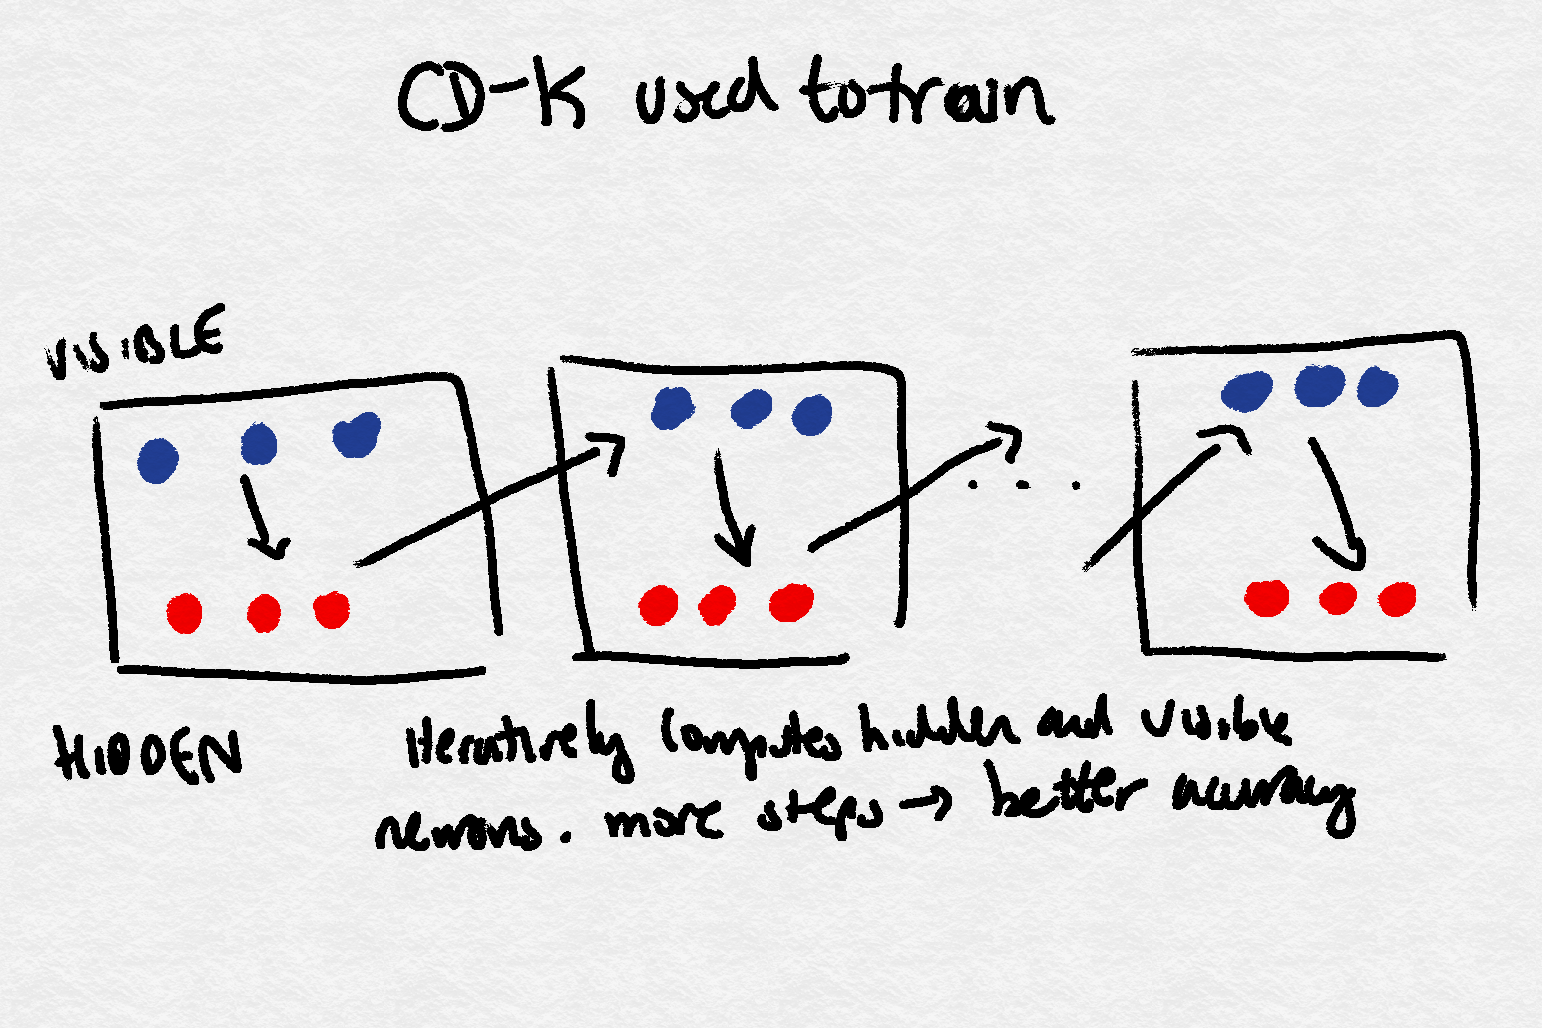 CD-K used to train
VISIBLE
HIDDEN
iteratively computes hidden and visible
neurons. more steps → better accuracy